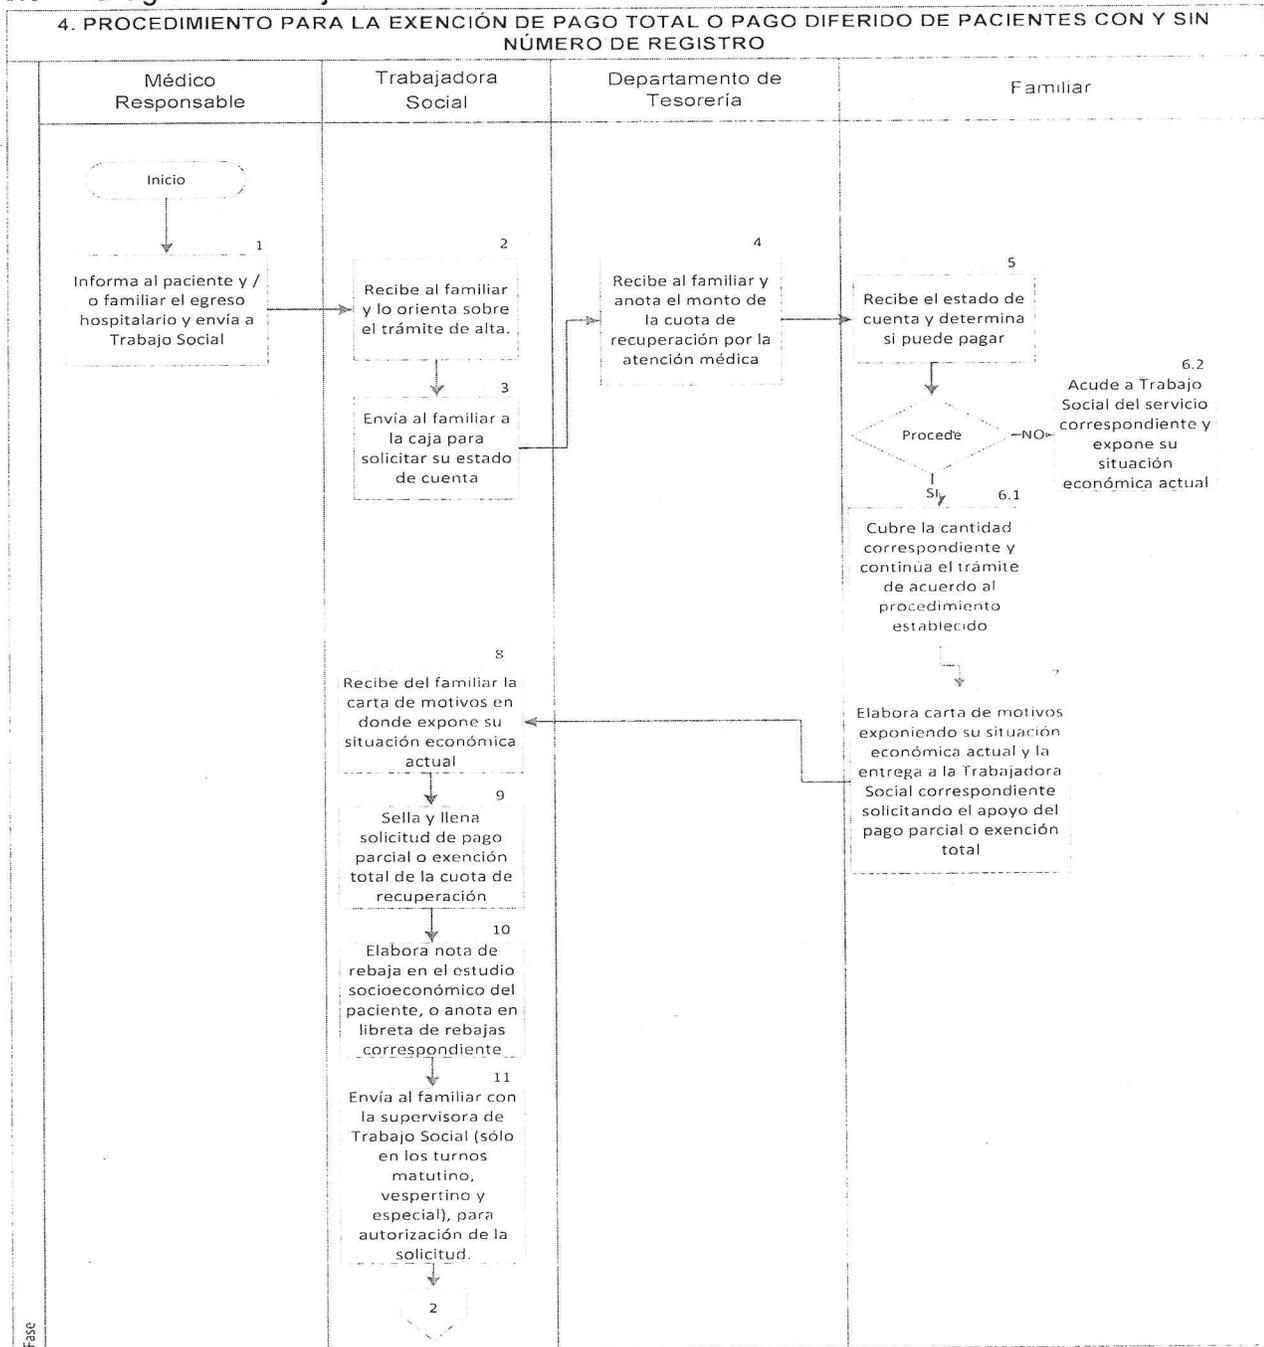 4. PROCEDIMIENTO PARA LA EXENCIÓN DE PAGO TOTAL O PAGO DIFERIDO DE PACIENTES CON Y SIN
NÚMERO DE REGISTRO
Médico
Responsable
Trabajadora
Social
Departamento de
Tesorería
Familiar
Inicio
1
Informa al paciente y /
o familiar el egreso
hospitalario y envía a
Trabajo Social
2
Recibe al familiar
y lo orienta sobre
el trámite de alta.
3
Envía al familiar a
la caja para
solicitar su estado
de cuenta
4
Recibe al familiar y
anota el monto de
la cuota de
recuperación por la
atención médica
5
Recibe el estado de
cuenta y determina
si puede pagar
Procede
NO
6.2
Acude a Trabajo
Social del servicio
correspondiente y
expone su
situación
económica actual
SI
6.1
Cubre la cantidad
correspondiente y
continúa el trámite
de acuerdo al
procedimiento
establecido
Elabora carta de motivos
exponiendo su situación
económica actual y la
entrega a la Trabajadora
Social correspondiente
solicitando el apoyo del
pago parcial o exención
total
8
Recibe del familiar la
carta de motivos en
donde expone su
situación económica
actual
9
Sella y llena
solicitud de pago
parcial o exención
total de la cuota de
recuperación
10
Elabora nota de
rebaja en el estudio
socioeconómico del
paciente, o anota en
libreta de rebajas
correspondiente
11
Envía al familiar con
la supervisora de
Trabajo Social (sólo
en los turnos
matutino,
vespertino y
especial), para
autorización de la
solicitud.
2
Fase